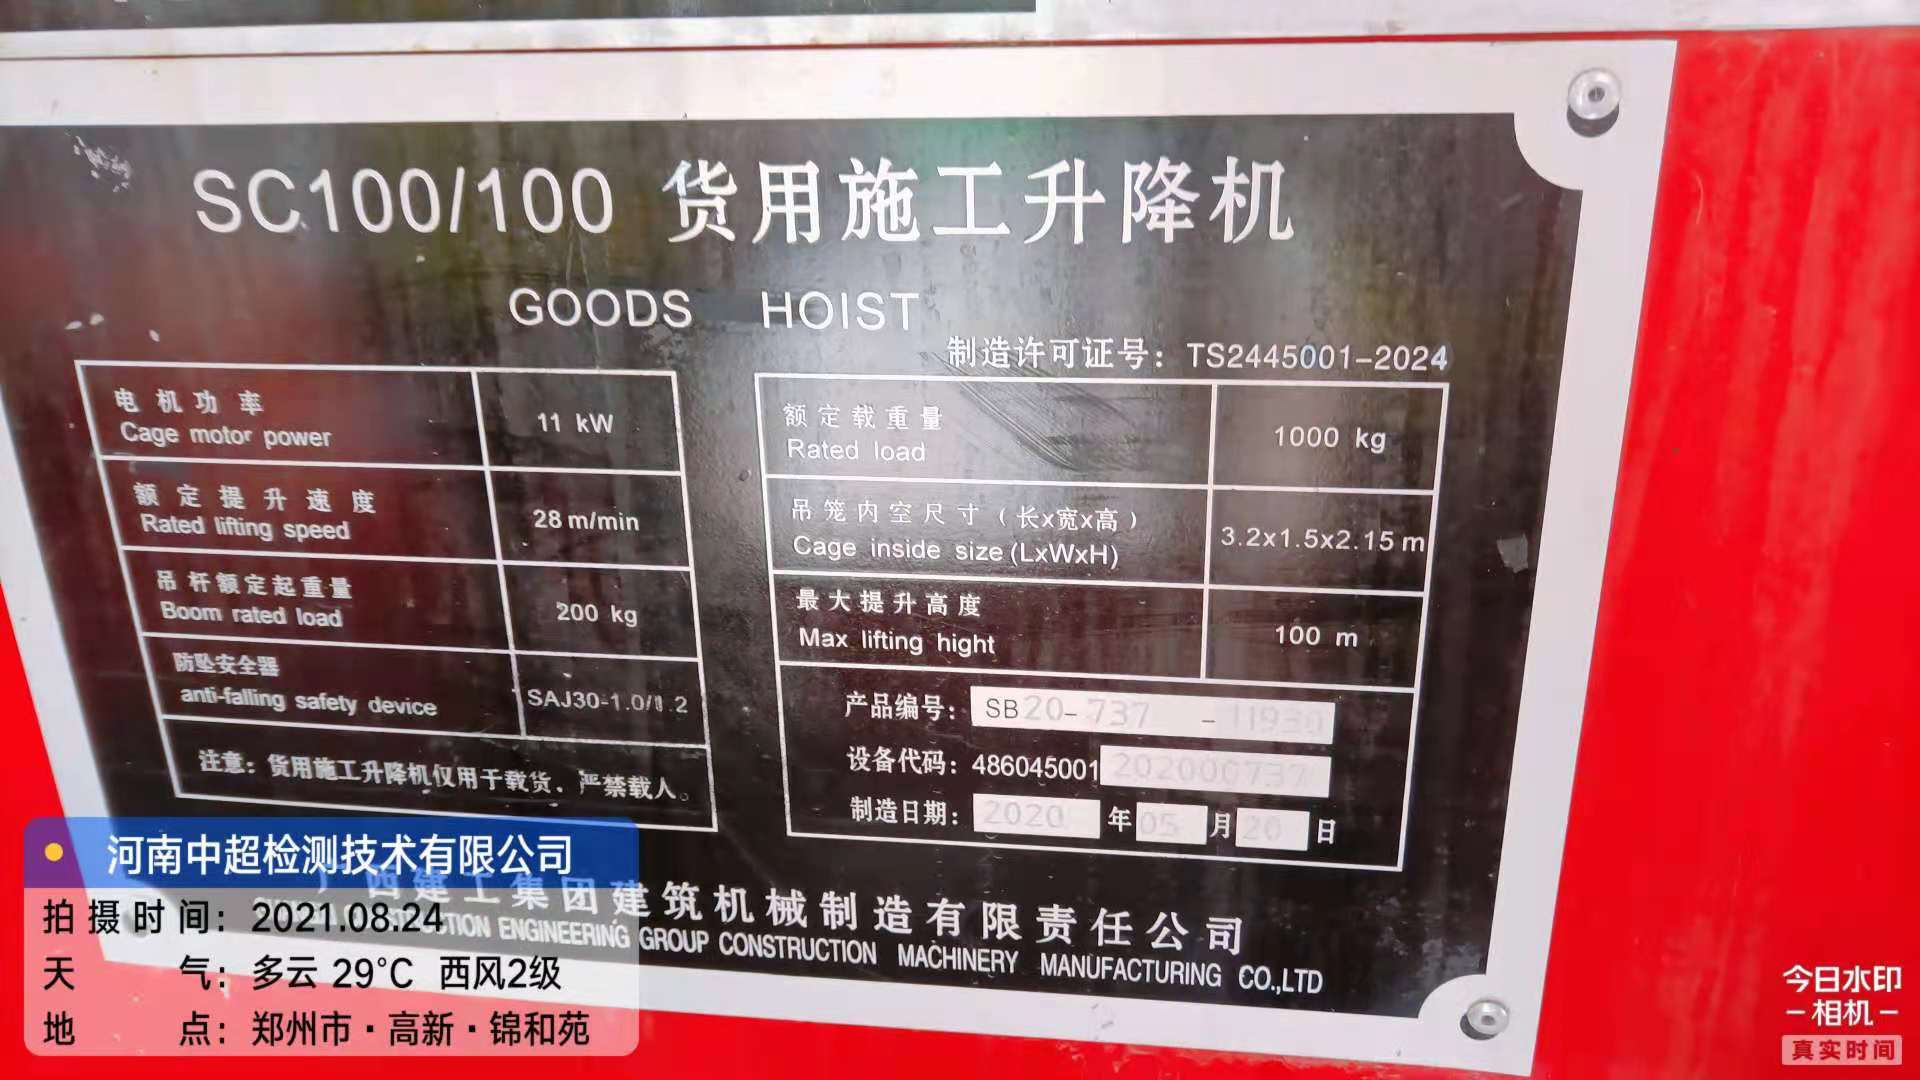 SC100/100 货用施工升降机
GOODS HOIST
制造许可证号：TS2445001-2024
电机功率
Cage motor power
11 kW
额定提升速度
Rated lifting speed
28 m/min
吊杆额定起重量
Boom rated load
200 kg
防坠安全器
anti-falling safety device
SAJ30-1.0/1.2
注意：货用施工升降机仅用于载货，严禁载人。
额定载重量
Rated load
1000 kg
吊笼内空尺寸（长x宽x高）
Cage inside size(LxWxH)
3.2x1.5x2.15 m
最大提升高度
Max lifting hight
100 m
产品编号：SB20-737 -11930
设备代码：486045001202000737
制造日期：2020年05月20日
西建工集团建筑机械制造有限责任公司
ENGINEERING GROUP CONSTRUCTION MACHINERY MANUFACTURING CO.,LTD
河南中超检测技术有限公司
拍摄时间：2021.08.24
天气：多云 29°C 西风2级
地点：郑州市·高新·锦和苑
今日水印
-相机-
真实时间